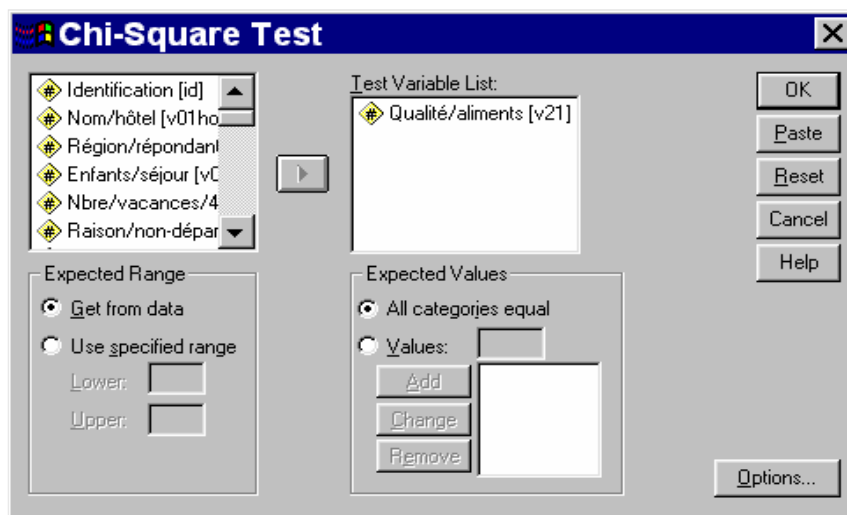 Chi-Square Test
Identification [id]
Nom/hôtel [v01ho
Région/répondant
Enfants/séjour [v0
Nbre/vacances/4
Raison/non-dépar
Test Variable List:
Qualité/aliments [v21]
OK
Paste
Reset
Cancel
Help
Expected Range
Get from data
Use specified range
Lower:
Upper:
Expected Values
All categories equal
Values:
Add
Change
Remove
Options...